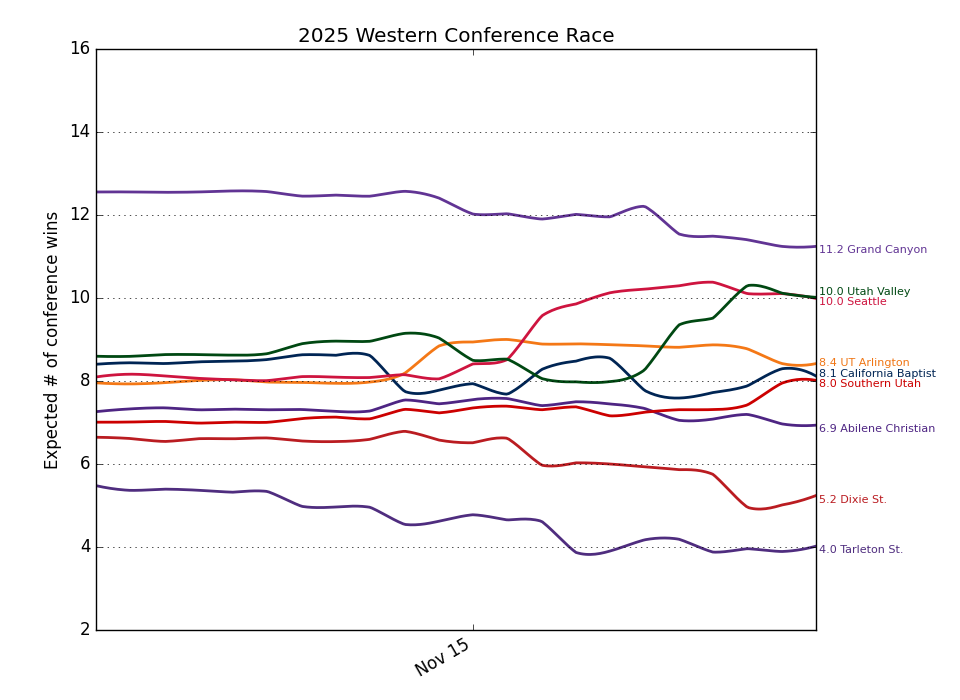 2025 Western Conference Race
Expected # of conference wins
16
14
12
10
8
6
4
2
Nov 15
11.2 Grand Canyon
10.0 Utah Valley
10.0 Seattle
8.4 UT Arlington
8.1 California Baptist
8.0 Southern Utah
6.9 Abilene Christian
5.2 Dixie St.
4.0 Tarleton St.